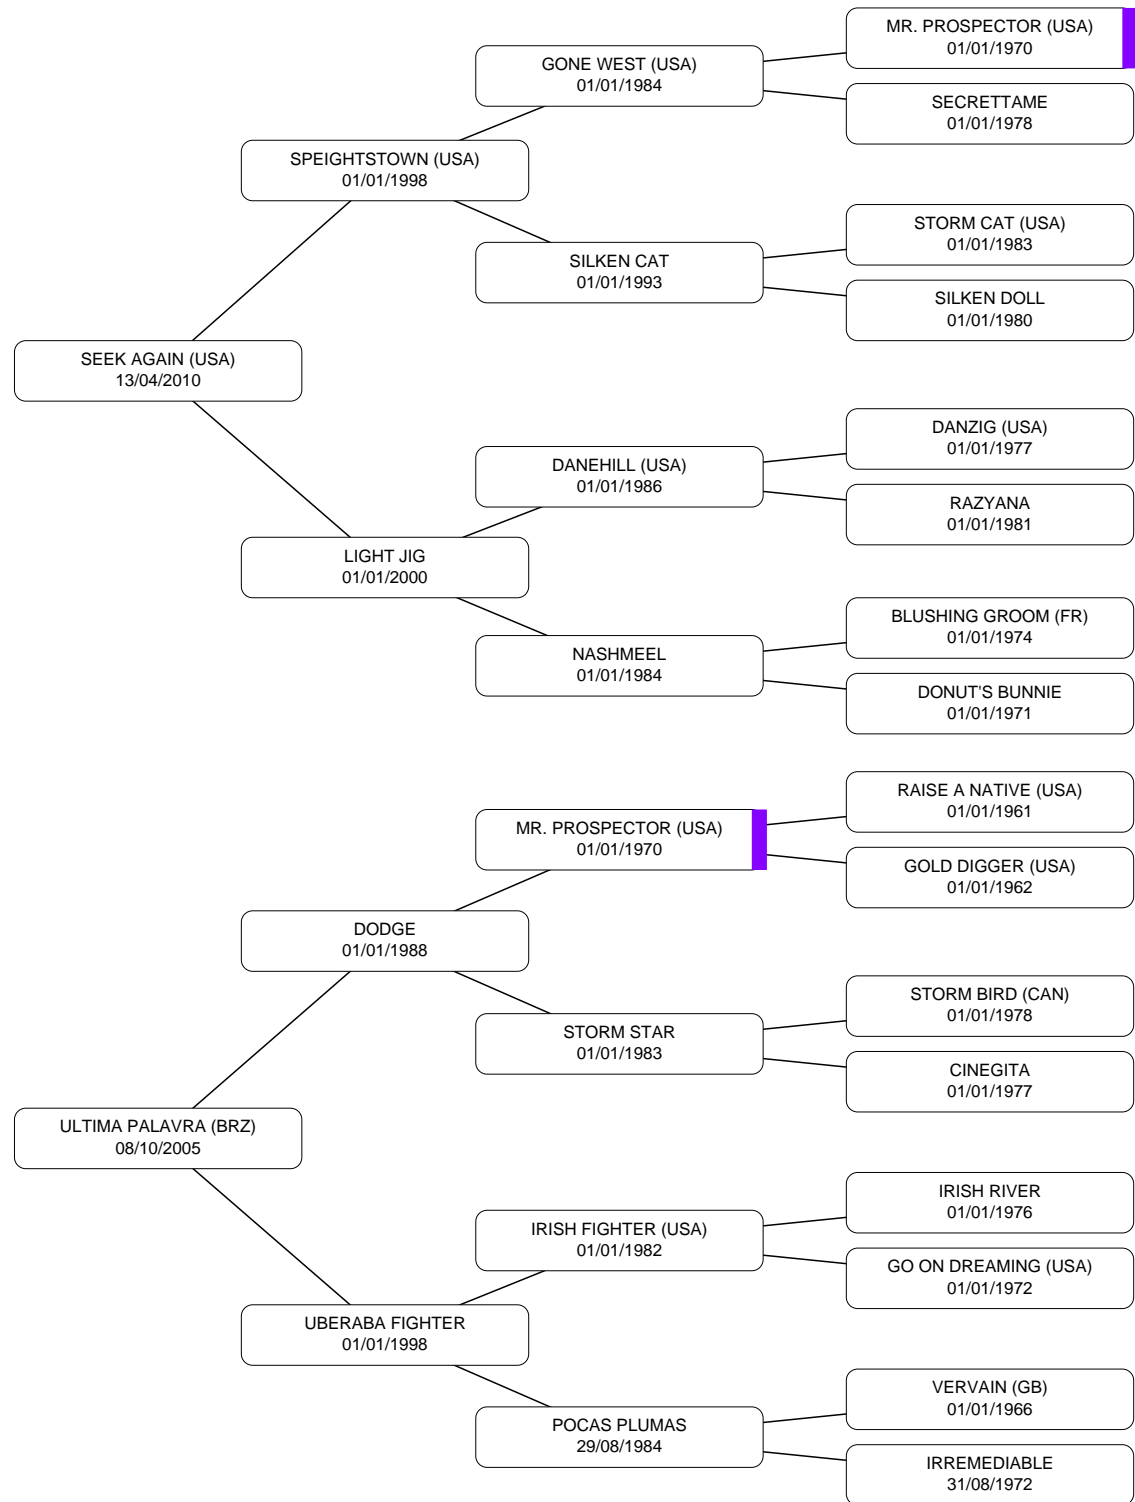 MR. PROSPECTOR (USA)
01/01/1970
GONE WEST (USA)
01/01/1984
SECRETTAME
01/01/1978
SPEIGHTSTOWN (USA)
01/01/1998
STORM CAT (USA)
01/01/1983
SILKEN CAT
01/01/1993
SILKEN DOLL
01/01/1980
SEEK AGAIN (USA)
13/04/2010
DANZIG (USA)
01/01/1977
DANEHILL (USA)
01/01/1986
RAZYANA
01/01/1981
LIGHT JIG
01/01/2000
BLUSHING GROOM (FR)
01/01/1974
NASHMEEL
01/01/1984
DONUT'S BUNNIE
01/01/1971
RAISE A NATIVE (USA)
01/01/1961
MR. PROSPECTOR (USA)
01/01/1970
GOLD DIGGER (USA)
01/01/1962
DODGE
01/01/1988
STORM BIRD (CAN)
01/01/1978
STORM STAR
01/01/1983
CINEGITA
01/01/1977
ULTIMA PALAVRA (BRZ)
08/10/2005
IRISH RIVER
01/01/1976
IRISH FIGHTER (USA)
01/01/1982
GO ON DREAMING (USA)
01/01/1972
UBERABA FIGHTER
01/01/1998
VERVAIN (GB)
01/01/1966
POCAS PLUMAS
29/08/1984
IRREMEDIABLE
31/08/1972